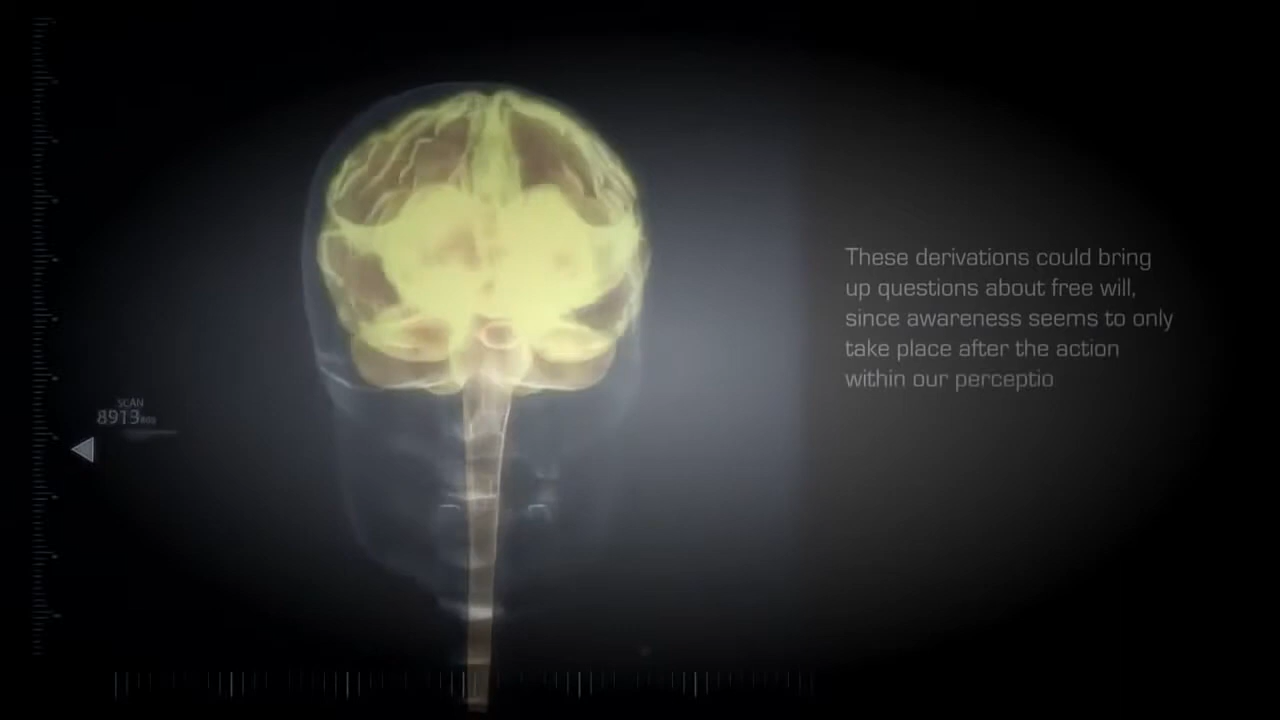 These derivations could bring
up questions about free will,
since awareness seems to only
take place after the action
within our perceptio
SCAN
8913